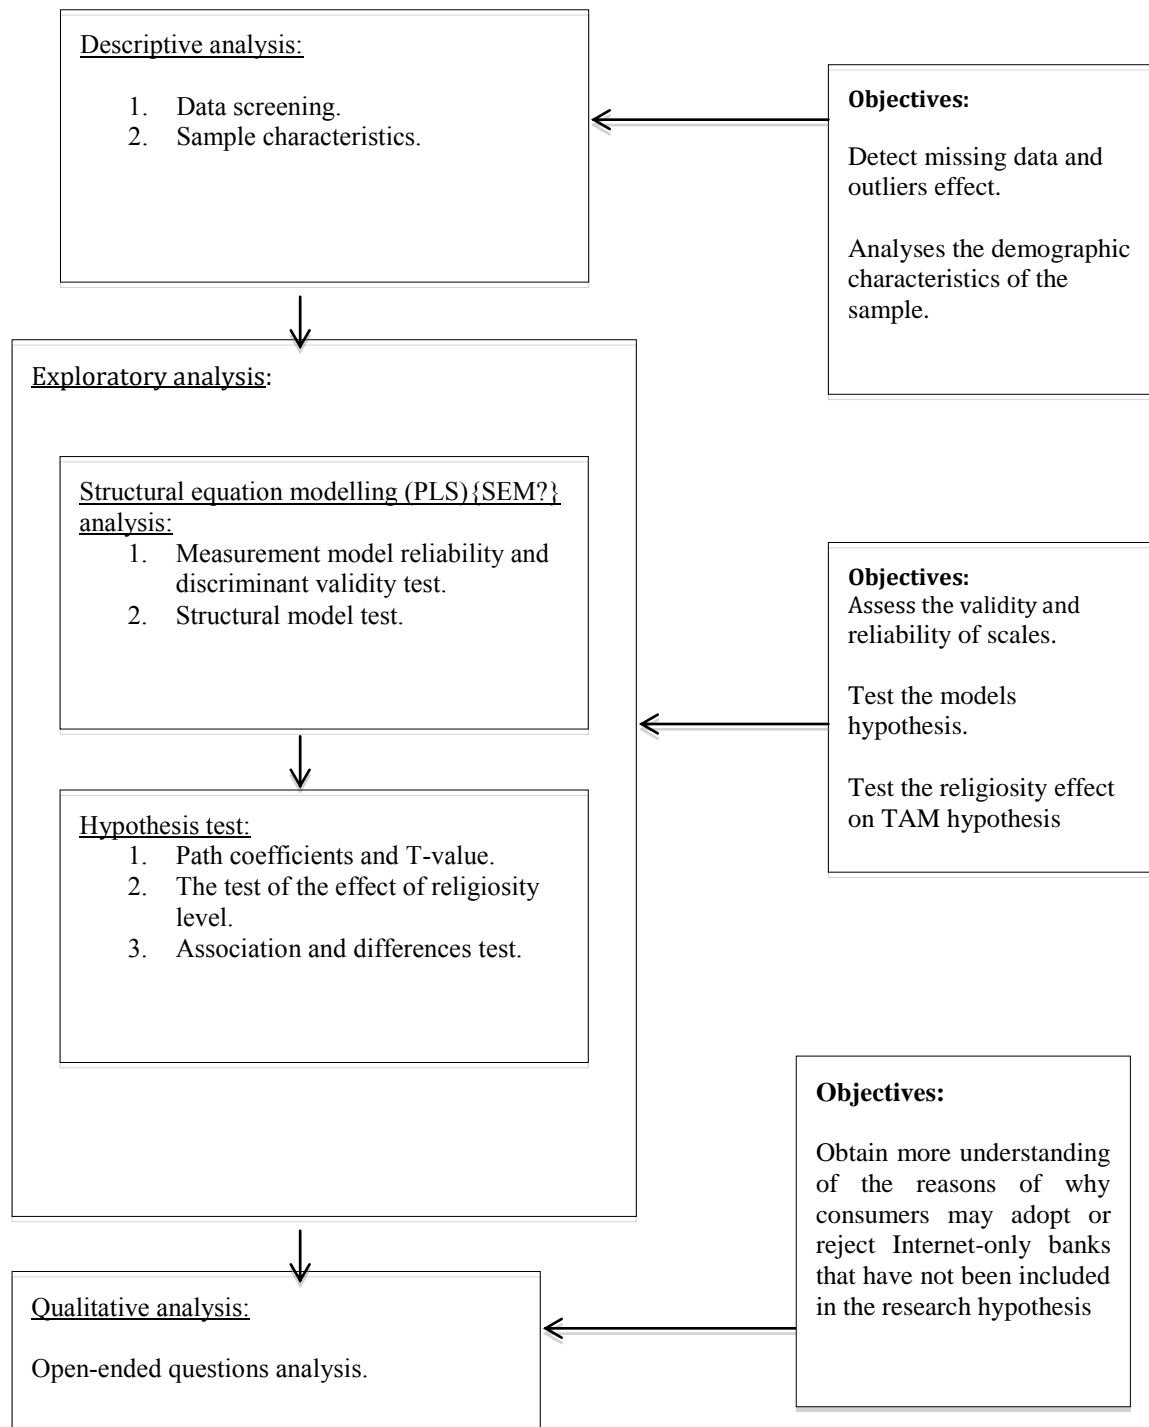 Descriptive analysis:
1. Data screening.
2. Sample characteristics.
Objectives:
Detect missing data and
outliers effect.
Analyses the demographic
characteristics of the
sample.
Exploratory analysis:
Structural equation modelling (PLS){SEM?}
analysis:
1. Measurement model reliability and
discriminant validity test.
2. Structural model test.
Objectives:
Assess the validity and
reliability of scales.
Test the models
hypothesis.
Test the religiosity effect
on TAM hypothesis
Hypothesis test:
1. Path coefficients and T-value.
2. The test of the effect of religiosity
level.
3. Association and differences test.
Objectives:
Obtain more understanding
of the reasons of why
consumers may adopt or
reject Internet-only banks
that have not been included
in the research hypothesis
Qualitative analysis:
Open-ended questions analysis.